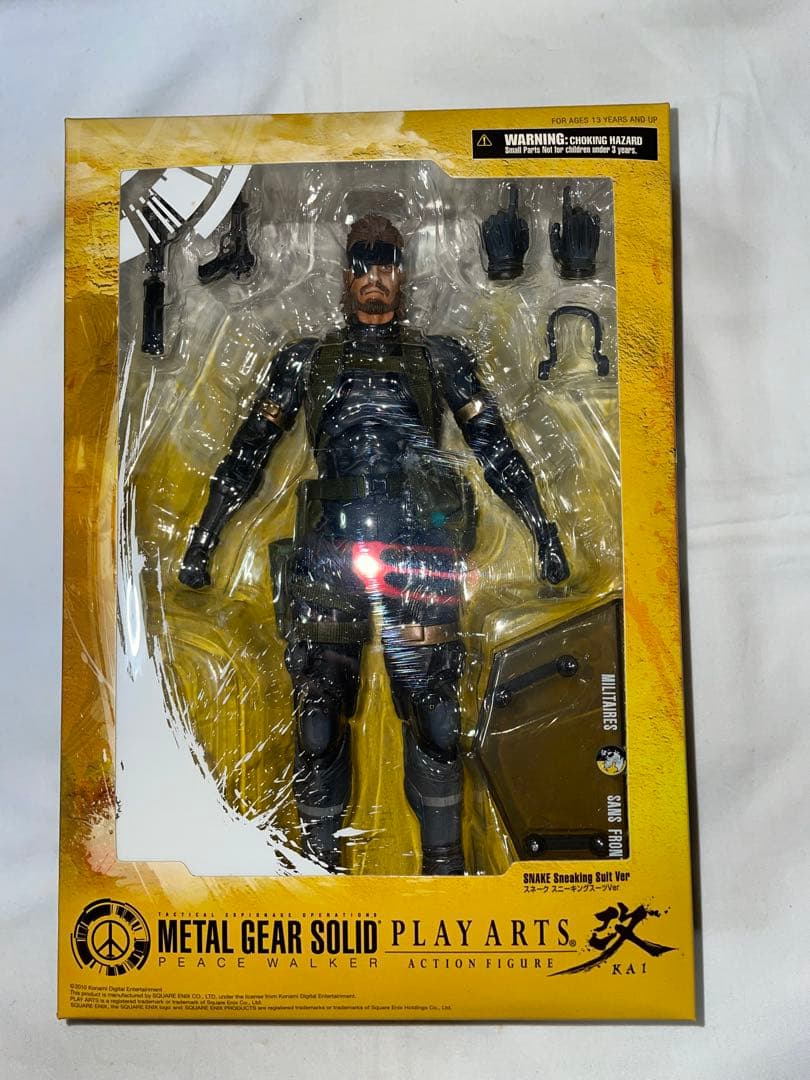 FOR AGES 13 YEARS AND UP
WARNING: CHOKING HAZARD
Small Parts Not for children under 3 years.
MILITAIRES
SANS FRON
SNAKE Sneaking Suit Ver
スネーク スニーキングスーツVer
TACTICAL ESPIONAGE OPERATIONS
METAL GEAR SOLID®
PEACE WALKER
PLAY ARTS®
ACTION FIGURE
改
KAI
©2010 Konami Digital Entertainment
This product is manufactured by SQUARE ENIX CO., LTD. under the license from Konami Digital Entertainment.
PLAY ARTS is a registered trademark or trademark of Square Enix Co., Ltd.
SQUARE ENIX, the SQUARE ENIX logo and SQUARE ENIX PRODUCTS are registered trademarks or trademarks of Square Enix Holdings Co., Ltd.